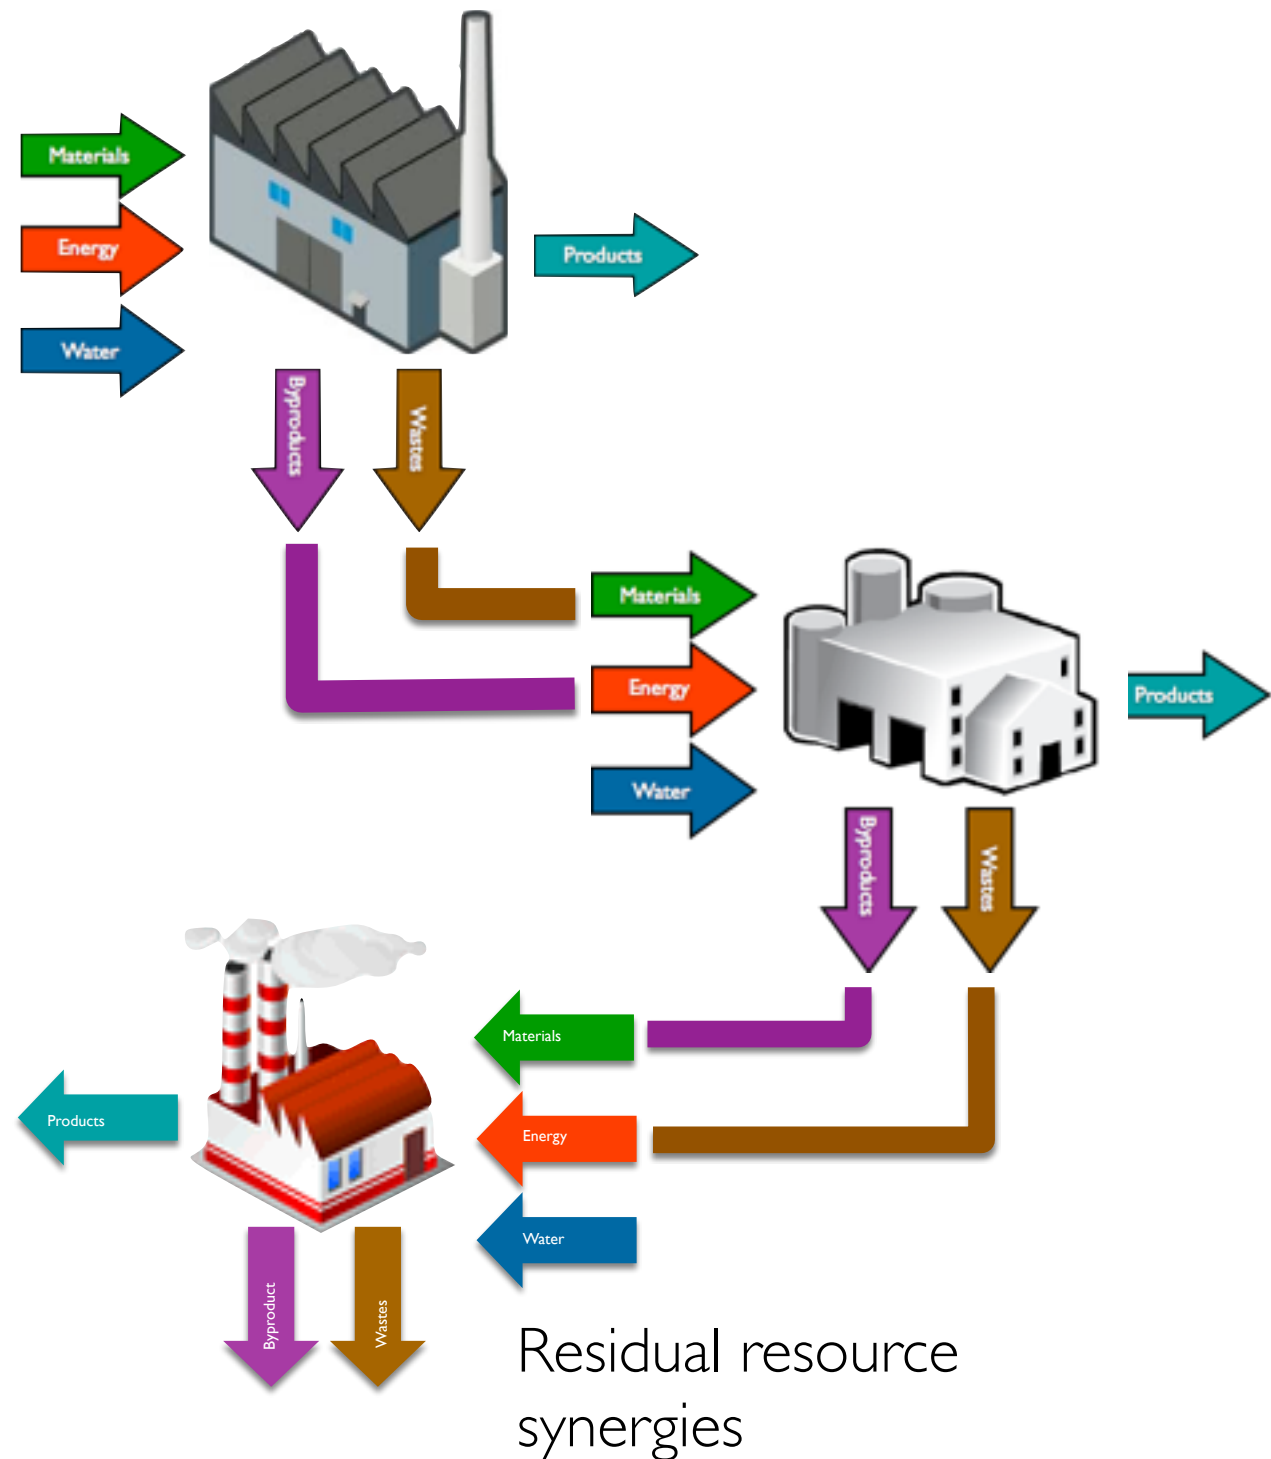 Materials
Energy
Products
Water
Byproducts
Wastes
Materials
Energy
Products
Water
Byproducts
Wastes
Materials
Products
Energy
Water
Byproduct
Wastes
Residual resource
synergies